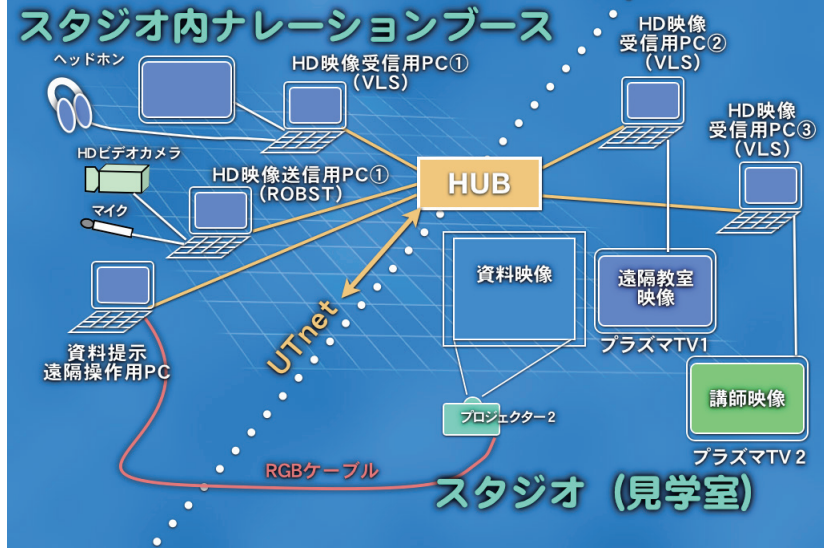 スタジオ内ナレーションブース
ヘッドホン
HD映像受信用PC①
(VLS)
HD映像
受信用PC②
(VLS)
HD映像
受信用PC③
(VLS)
HDビデオカメラ
HD映像送信用PC①
(ROBST)
マイク
HUB
資料映像
遠隔教室
映像
プラズマTV1
UTnet
資料提示
遠隔操作用PC
プロジェクター2
講師映像
プラズマTV2
RGBケーブル
スタジオ (見学室)